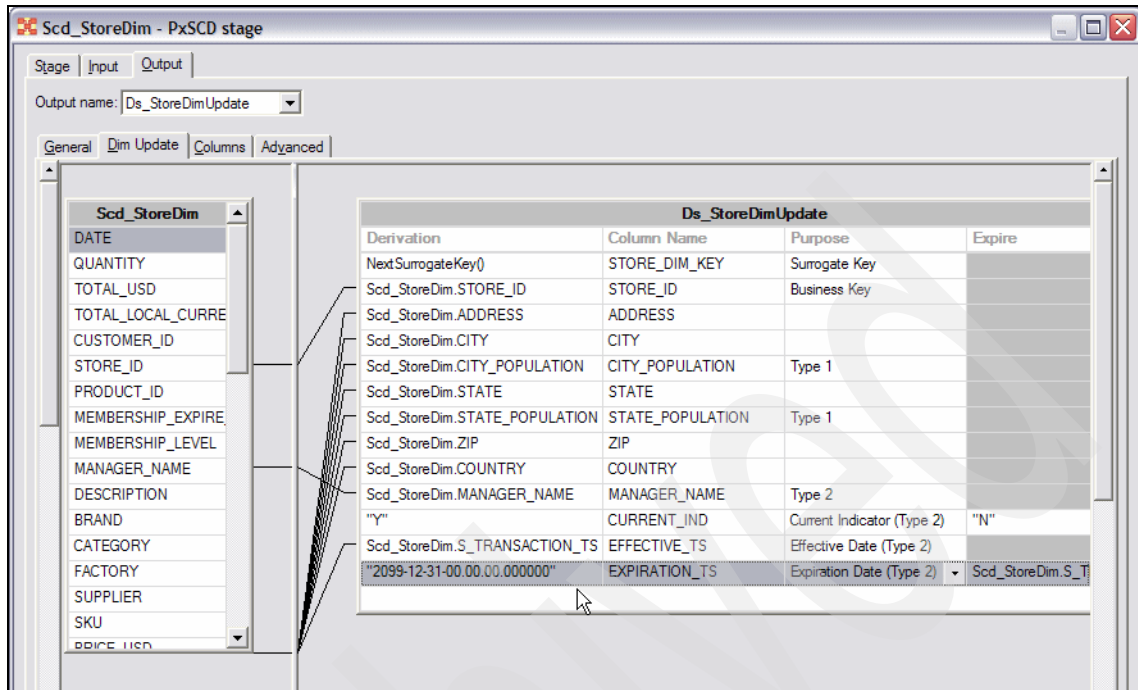 Scd_StoreDim - PxSCD stage
Stage Input Output
Output name: Ds_StoreDimUpdate
General Dim Update Columns Advanced
Scd_StoreDim
DATE
QUANTITY
TOTAL_USD
TOTAL_LOCAL_CURRE
CUSTOMER_ID
STORE_ID
PRODUCT_ID
MEMBERSHIP_EXPIRE_
MEMBERSHIP_LEVEL
MANAGER_NAME
DESCRIPTION
BRAND
CATEGORY
FACTORY
SUPPLIER
SKU
PRICE_USD
Ds_StoreDimUpdate
Derivation Column Name Purpose Expire
NextSurrogateKey() STORE_DIM_KEY Surrogate Key
Scd_StoreDim.STORE_ID STORE_ID Business Key
Scd_StoreDim.ADDRESS ADDRESS
Scd_StoreDim.CITY CITY
Scd_StoreDim.CITY_POPULATION CITY_POPULATION Type 1
Scd_StoreDim.STATE STATE
Scd_StoreDim.STATE_POPULATION STATE_POPULATION Type 1
Scd_StoreDim.ZIP ZIP
Scd_StoreDim.COUNTRY COUNTRY
Scd_StoreDim.MANAGER_NAME MANAGER_NAME Type 2
"Y" CURRENT_IND Current Indicator (Type 2) "N"
Scd_StoreDim.S_TRANSACTION_TS EFFECTIVE_TS Effective Date (Type 2)
"2099-12-31-00.00.00.000000" EXPIRATION_TS Expiration Date (Type 2) Scd_StoreDim.S_T